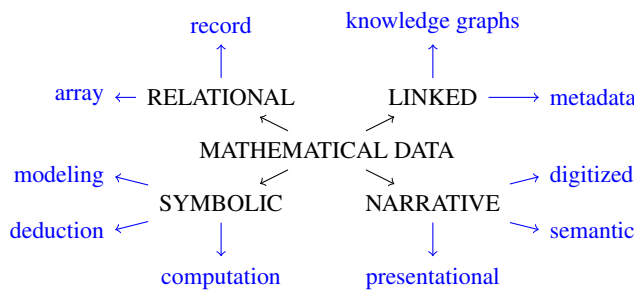 record
knowledge graphs
array
RELATIONAL
LINKED
metadata
MATHEMATICAL DATA
modeling
digitized
SYMBOLIC
NARRATIVE
deduction
semantic
computation
presentational